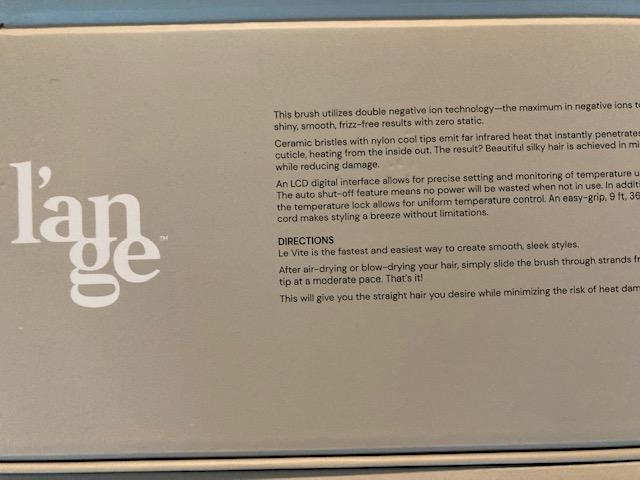 l'ange™
This brush utilizes double negative ion technology—the maximum in negative ions
shiny, smooth, frizz-free results with zero static.
Ceramic bristles with nylon cool tips emit far infrared heat that instantly penetrates
cuticle, heating from the inside out. The result? Beautiful silky hair is achieved in
while reducing damage.
An LCD digital interface allows for precise setting and monitoring of temperature
The auto shut-off feature means no power will be wasted when not in use. In
the temperature lock allows for uniform temperature control. An easy-grip, 9 ft, 36
cord makes styling a breeze without limitations.
DIRECTIONS
Le Vite is the fastest and easiest way to create smooth, sleek styles.
After air-drying or blow-drying your hair, simply slide the brush through strands
tip at a moderate pace. That's it!
This will give you the straight hair you desire while minimizing the risk of heat